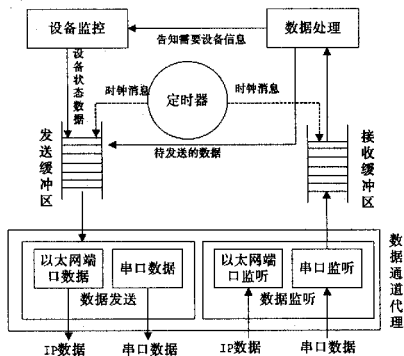 设备监控
数据处理
告知需要设备信息
设备状态数据
时钟消息
定时器
时钟消息
发送缓冲区
待发送的数据
接收缓冲区
以太网端
口数据
串口数据
数据发送
以太网端
口监听
串口监听
数据监听
数据通道代理
IP数据
串口数据
IP数据
串口数据